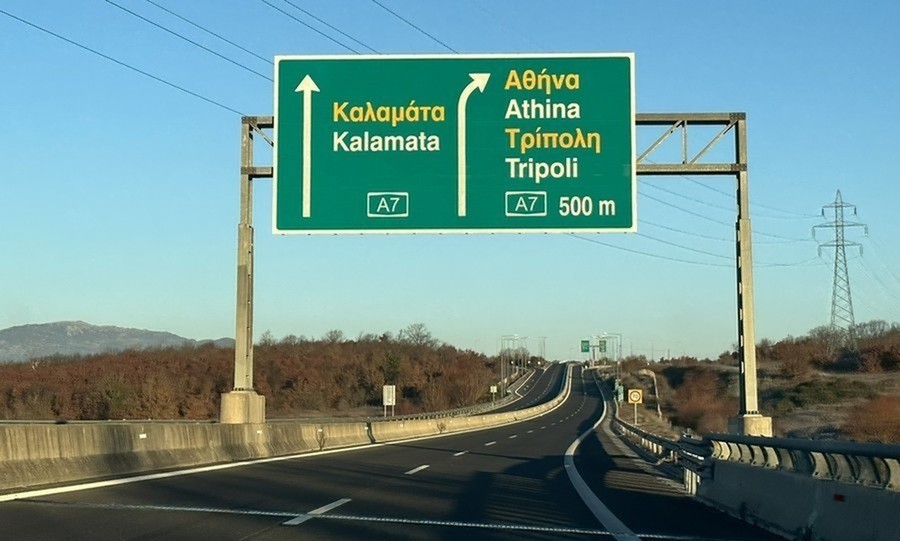 Καλαμάτα
Kalamata
A7
Αθήνα
Athina
Τρίπολη
Tripoli
A7 500 m